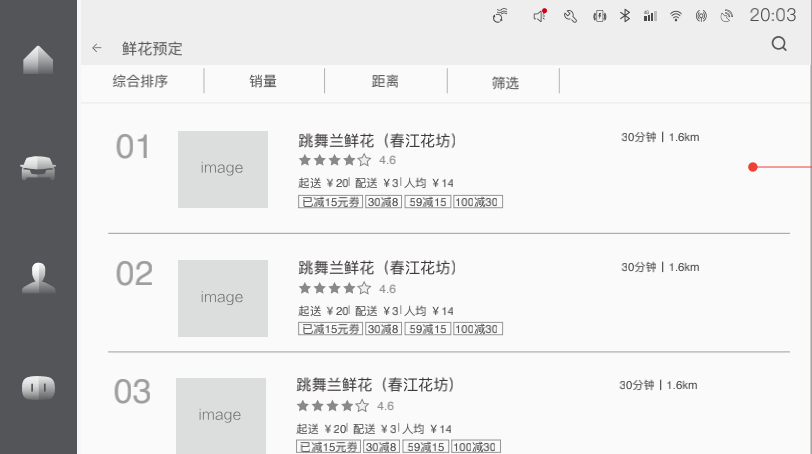 20:03
鲜花预定
综合排序 销量 距离 筛选
01
image
跳舞兰鲜花（春江花坊）
4.6
起送 ¥20 配送 ¥3 人均 ¥14
已减15元券 30减8 59减15 100减30
30分钟 | 1.6km
02
image
跳舞兰鲜花（春江花坊）
4.6
起送 ¥20 配送 ¥3 人均 ¥14
已减15元券 30减8 59减15 100减30
30分钟 | 1.6km
03
image
跳舞兰鲜花（春江花坊）
4.6
起送 ¥20 配送 ¥3 人均 ¥14
已减15元券 30减8 59减15 100减30
30分钟 | 1.6km